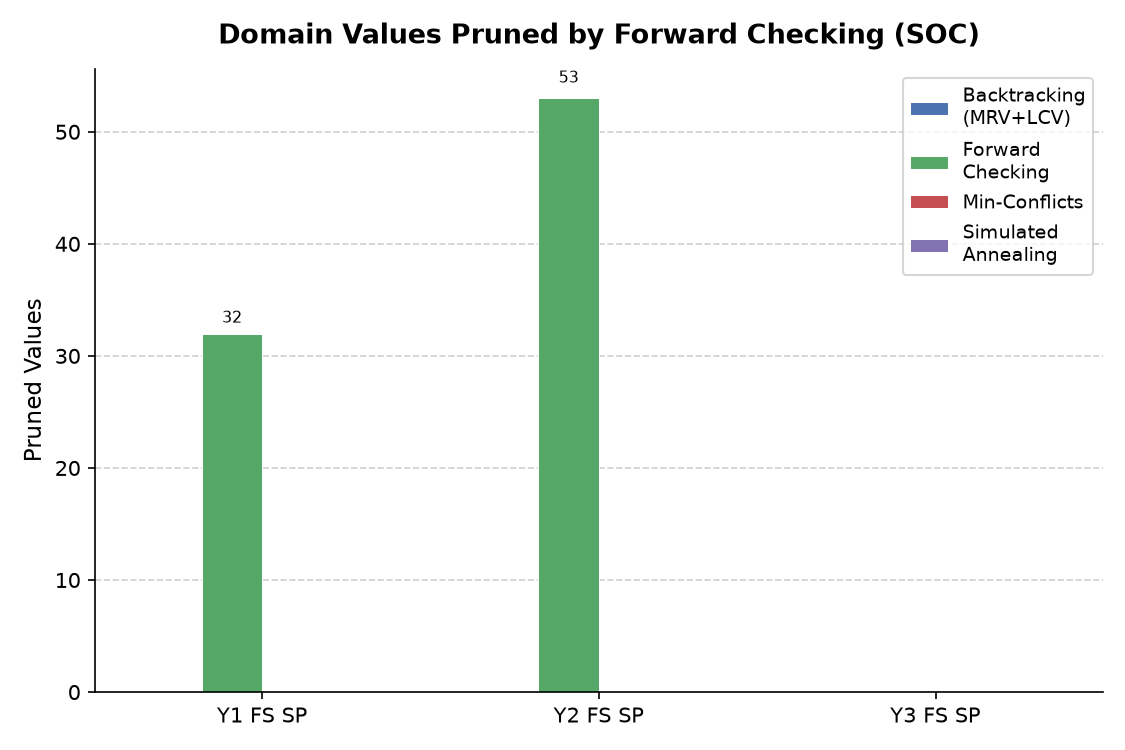 Domain Values Pruned by Forward Checking (SOC)
Pruned Values
50
40
30
20
10
0
32
53
Y1 FS SP
Y2 FS SP
Y3 FS SP
Backtracking
(MRV+LCV)
Forward
Checking
Min-Conflicts
Simulated
Annealing